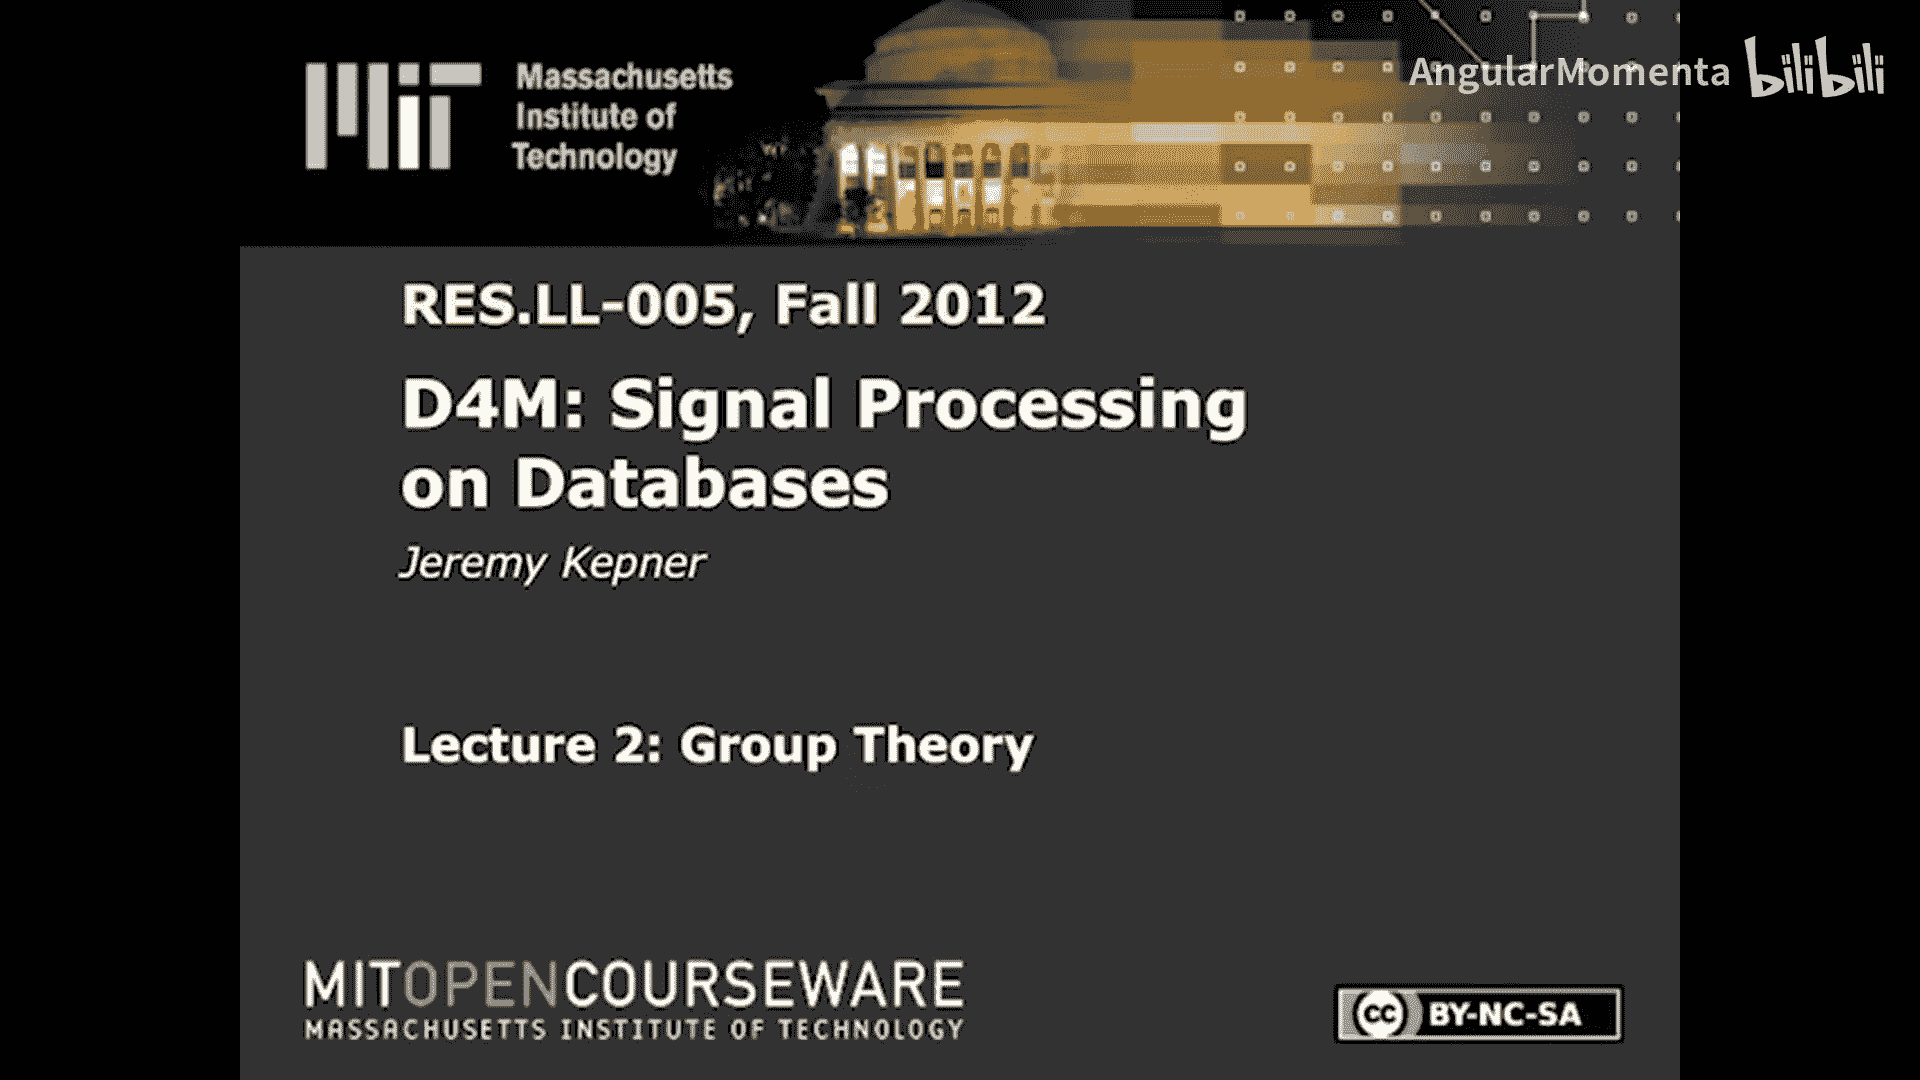 Massachusetts
Institute of
Technology
AngularMomenta bilibili
RES.LL-005, Fall 2012
D4M: Signal Processing
on Databases
Jeremy Kepner
Lecture 2: Group Theory
MITOPENCOURSEWARE
MASSACHUSETTS INSTITUTE OF TECHNOLOGY
cc BY-NC-SA